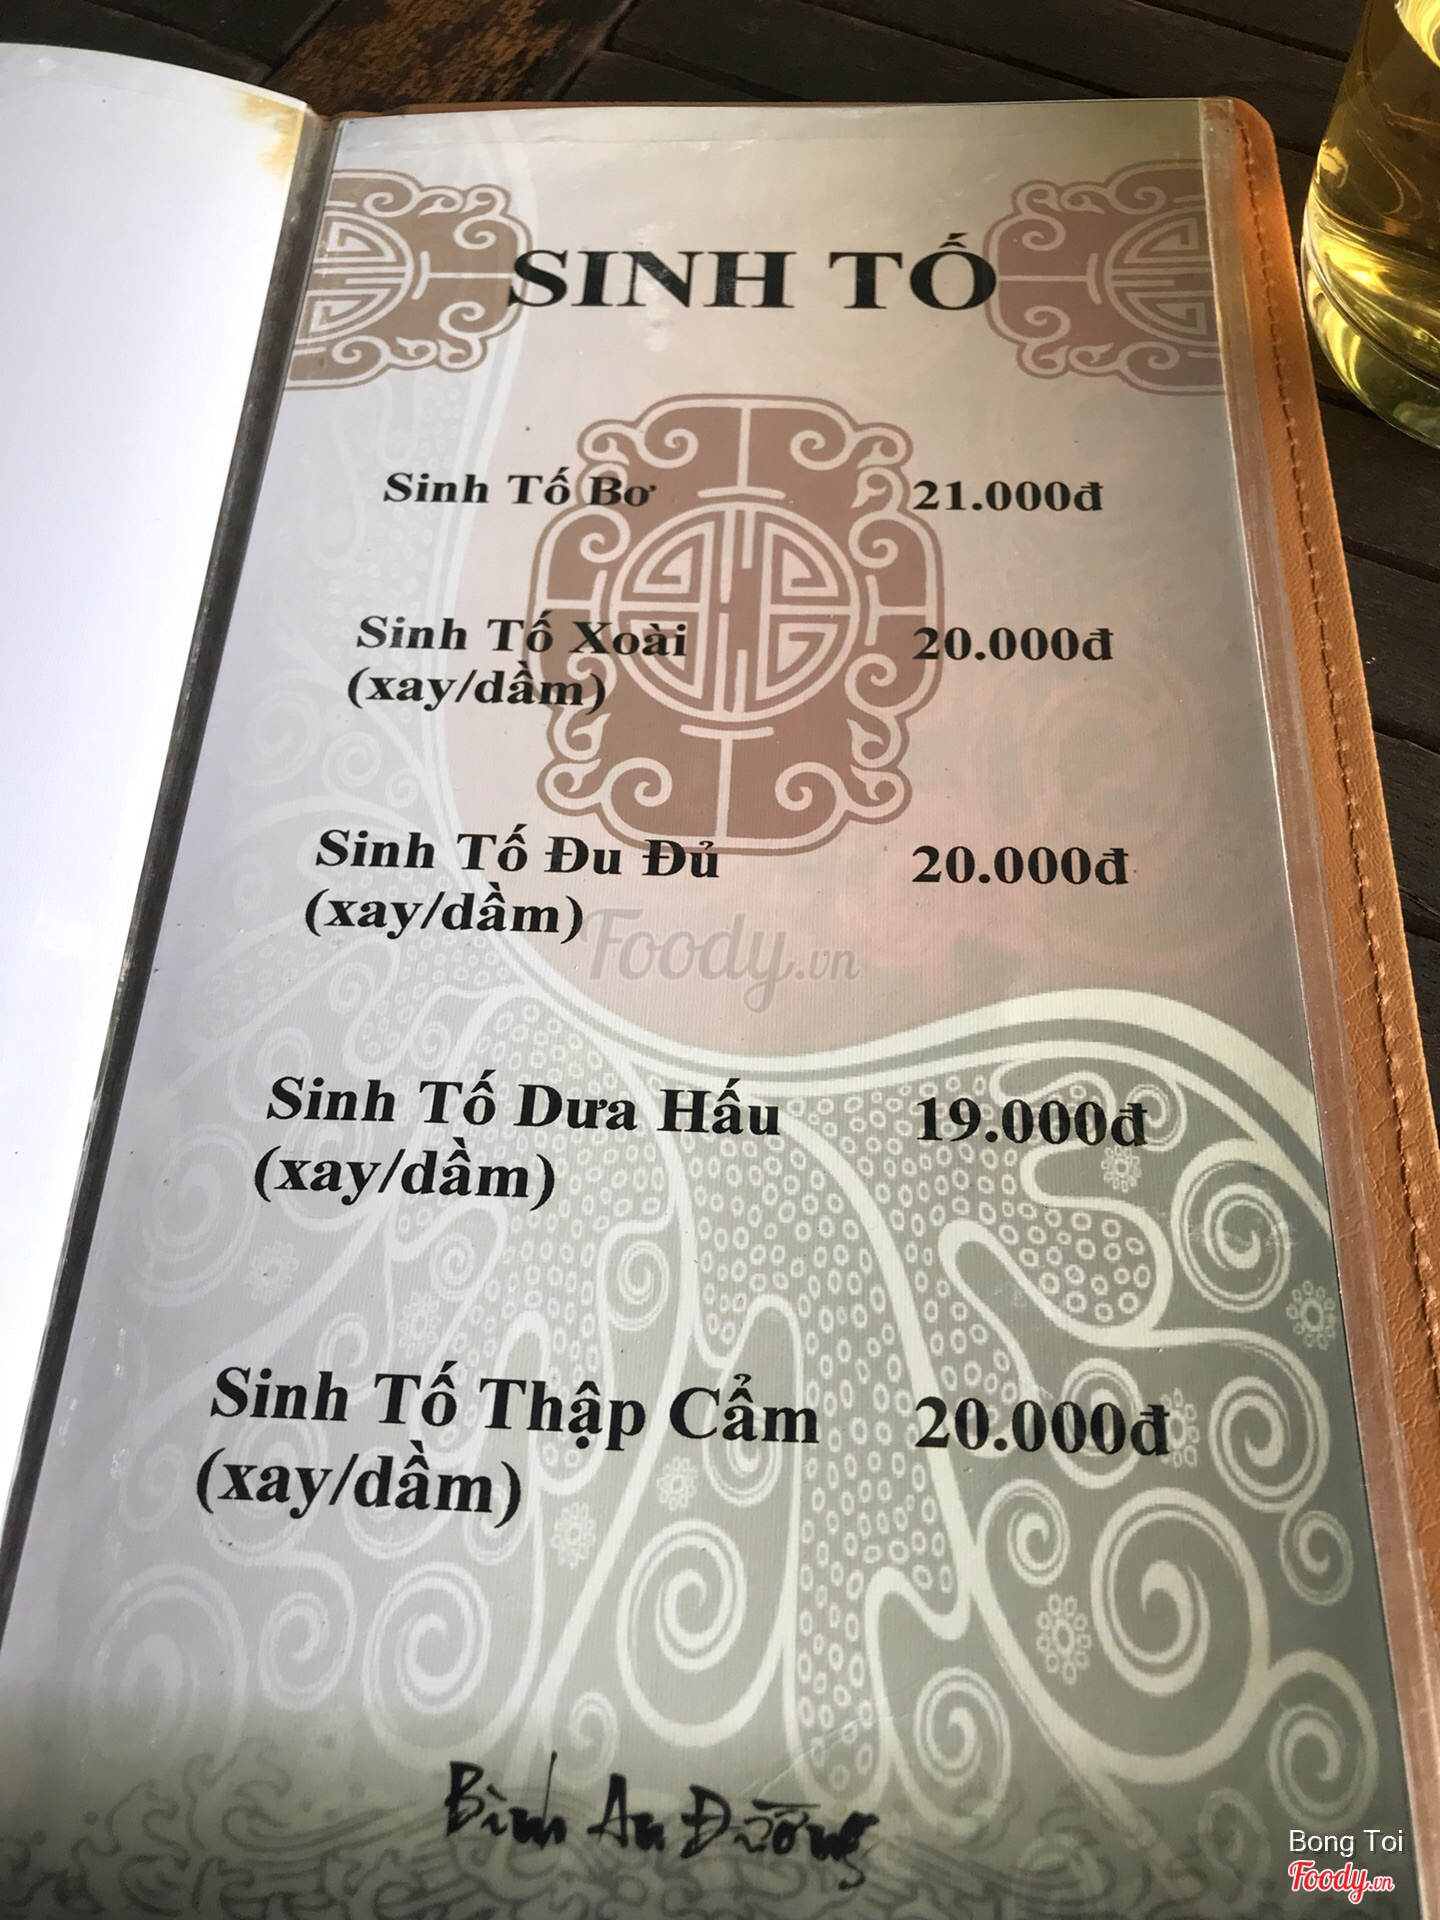 SINH TỐ
Sinh Tố Bơ 21.000đ
Sinh Tố Xoài 20.000đ
(xay/dầm)
Sinh Tố Đu Đủ 20.000đ
(xay/dầm)
Foody.vn
Sinh Tố Dưa Hấu 19.000đ
(xay/dầm)
Sinh Tố Thập Cẩm 20.000đ
(xay/dầm)
Bình An Đường
Bong Toi
Foody.vn